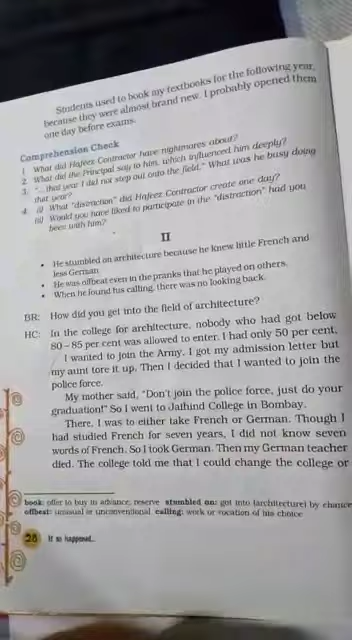 Students used to book my textbooks for the following year,
because they were almost brand new. I probably opened them
one day before exams.
Comprehension Check
1. What did Hafeez Contractor have nightmares about?
2. What did the Principal say to him, which influenced him deeply?
3. "... that year I did not step out onto the field." What was he busy doing
that year?
4. (i) What "distraction" did Hafeez Contractor create one day?
(ii) Would you have liked to participate in the "distraction" had you
been with him?
II
• He stumbled on architecture because he knew little French and
less German.
• He was offbeat even in the pranks that he played on others.
• When he found his calling, there was no looking back.
BR: How did you get into the field of architecture?
HC: In the college for architecture, nobody who had got below
80 – 85 per cent was allowed to enter. I had only 50 per cent.
I wanted to join the Army. I got my admission letter but
my aunt tore it up. Then I decided that I wanted to join the
police force.
My mother said, "Don't join the police force, just do your
graduation!" So I went to Jaihind College in Bombay.
There, I was to either take French or German. Though I
had studied French for seven years, I did not know seven
words of French. So I took German. Then my German teacher
died. The college told me that I could change the college or
book: offer to buy in advance; reserve stumbled on: got into (architecture) by chance
offbeat: unusual or unconventional calling: work or vocation of his choice
28 It so happened...